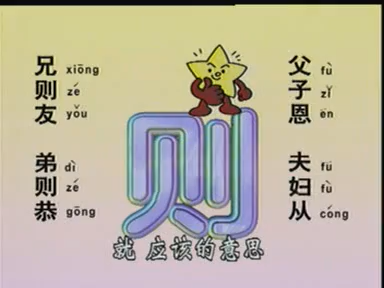 父子恩
fù zǐ ēn
夫妇从
fū fù cóng
兄则友
xiōng zé yǒu
弟则恭
dì zé gōng
则
就 应该的意思